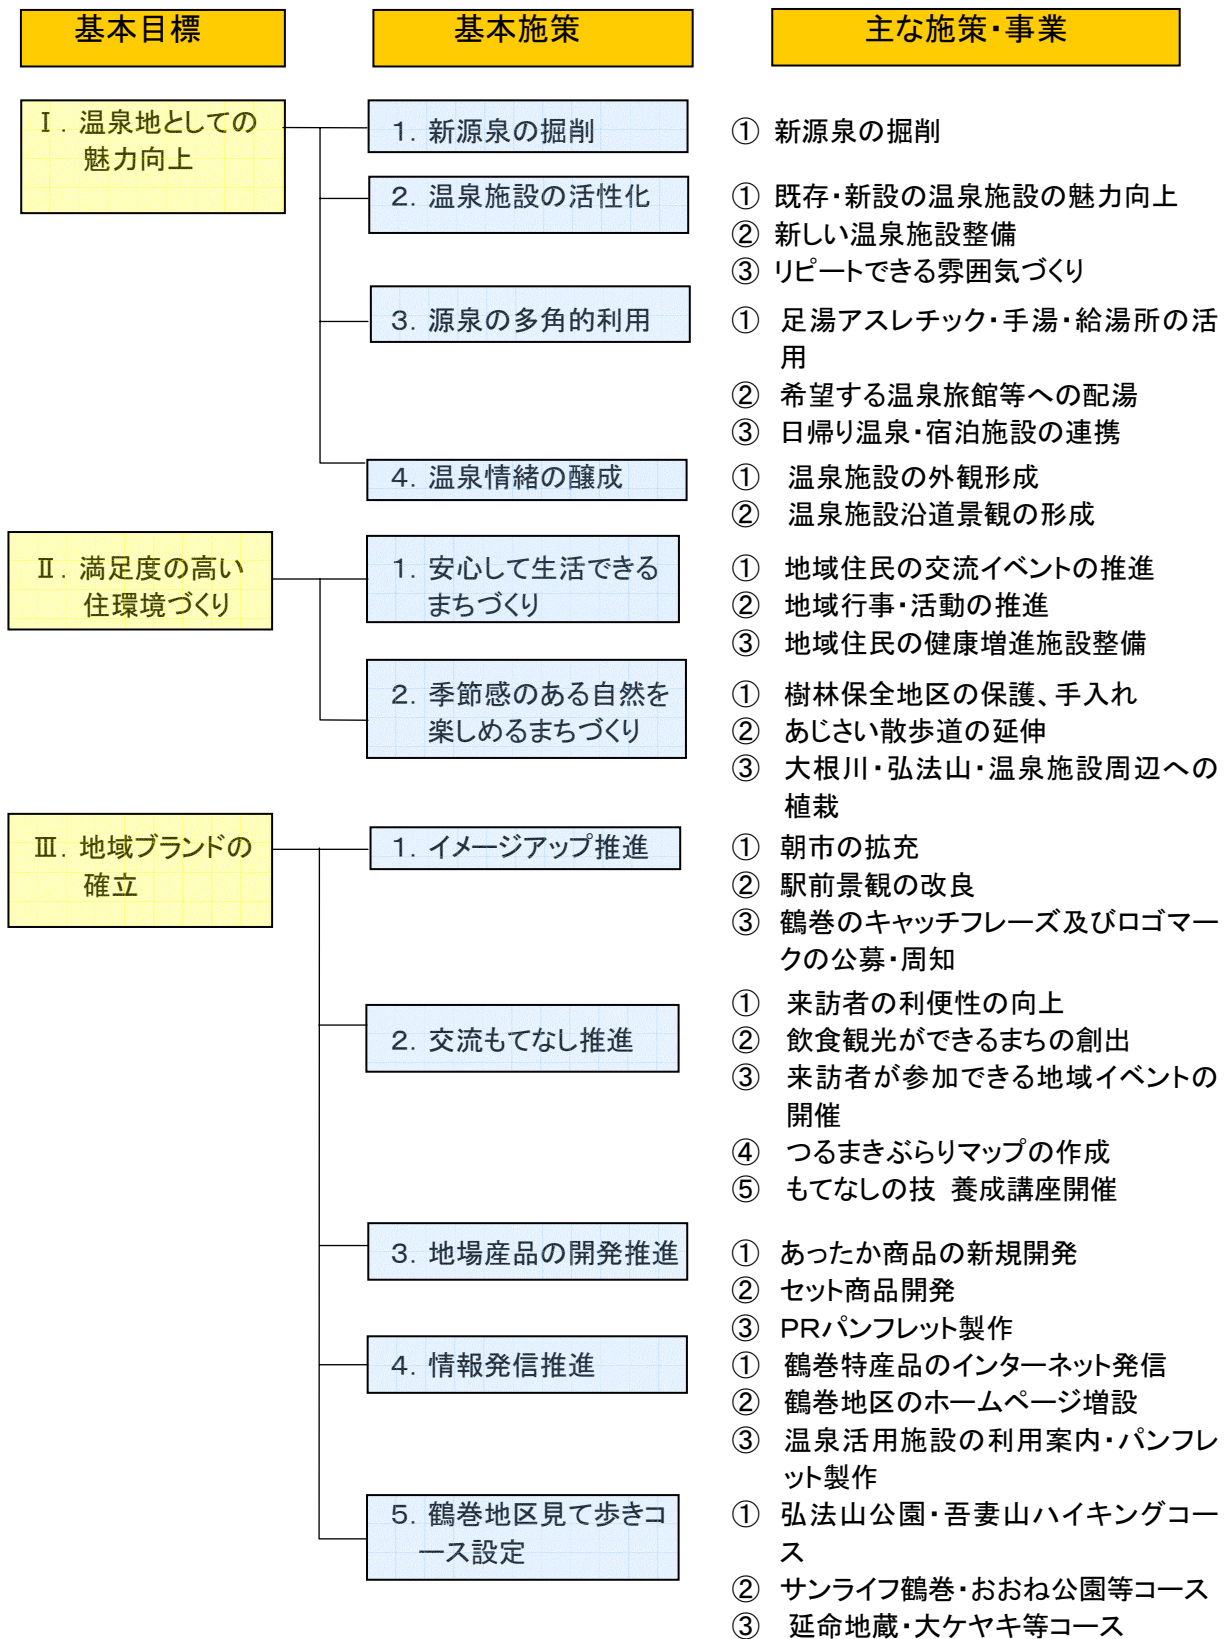 基本目標 基本施策 主な施策・事業
Ⅰ．温泉地としての
魅力向上
1．新源泉の掘削
① 新源泉の掘削
2．温泉施設の活性化
① 既存・新設の温泉施設の魅力向上
② 新しい温泉施設整備
③ リピートできる雰囲気づくり
3．源泉の多角的利用
① 足湯アスレチック・手湯・給湯所の活
用
② 希望する温泉旅館等への配湯
③ 日帰り温泉・宿泊施設の連携
4．温泉情緒の醸成
① 温泉施設の外観形成
② 温泉施設沿道景観の形成
Ⅱ．満足度の高い
住環境づくり
1．安心して生活できる
まちづくり
① 地域住民の交流イベントの推進
② 地域行事・活動の推進
③ 地域住民の健康増進施設整備
2．季節感のある自然を
楽しめるまちづくり
① 樹林保全地区の保護、手入れ
② あじさい散歩道の延伸
③ 大根川・弘法山・温泉施設周辺への
植栽
Ⅲ．地域ブランドの
確立
1．イメージアップ推進
① 朝市の拡充
② 駅前景観の改良
③ 鶴巻のキャッチフレーズ及びロゴマー
クの公募・周知
2．交流もてなし推進
① 来訪者の利便性の向上
② 飲食観光ができるまちの創出
③ 来訪者が参加できる地域イベントの
開催
④ つるまきぶらりマップの作成
⑤ もてなしの技 養成講座開催
3．地場産品の開発推進
① あったか商品の新規開発
② セット商品開発
③ PRパンフレット製作
4．情報発信推進
① 鶴巻特産品のインターネット発信
② 鶴巻地区のホームページ増設
③ 温泉活用施設の利用案内・パンフレ
ット製作
5．鶴巻地区見て歩きコ
ース設定
① 弘法山公園・吾妻山ハイキングコー
ス
② サンライフ鶴巻・おおね公園等コース
③ 延命地蔵・大ケヤキ等コース